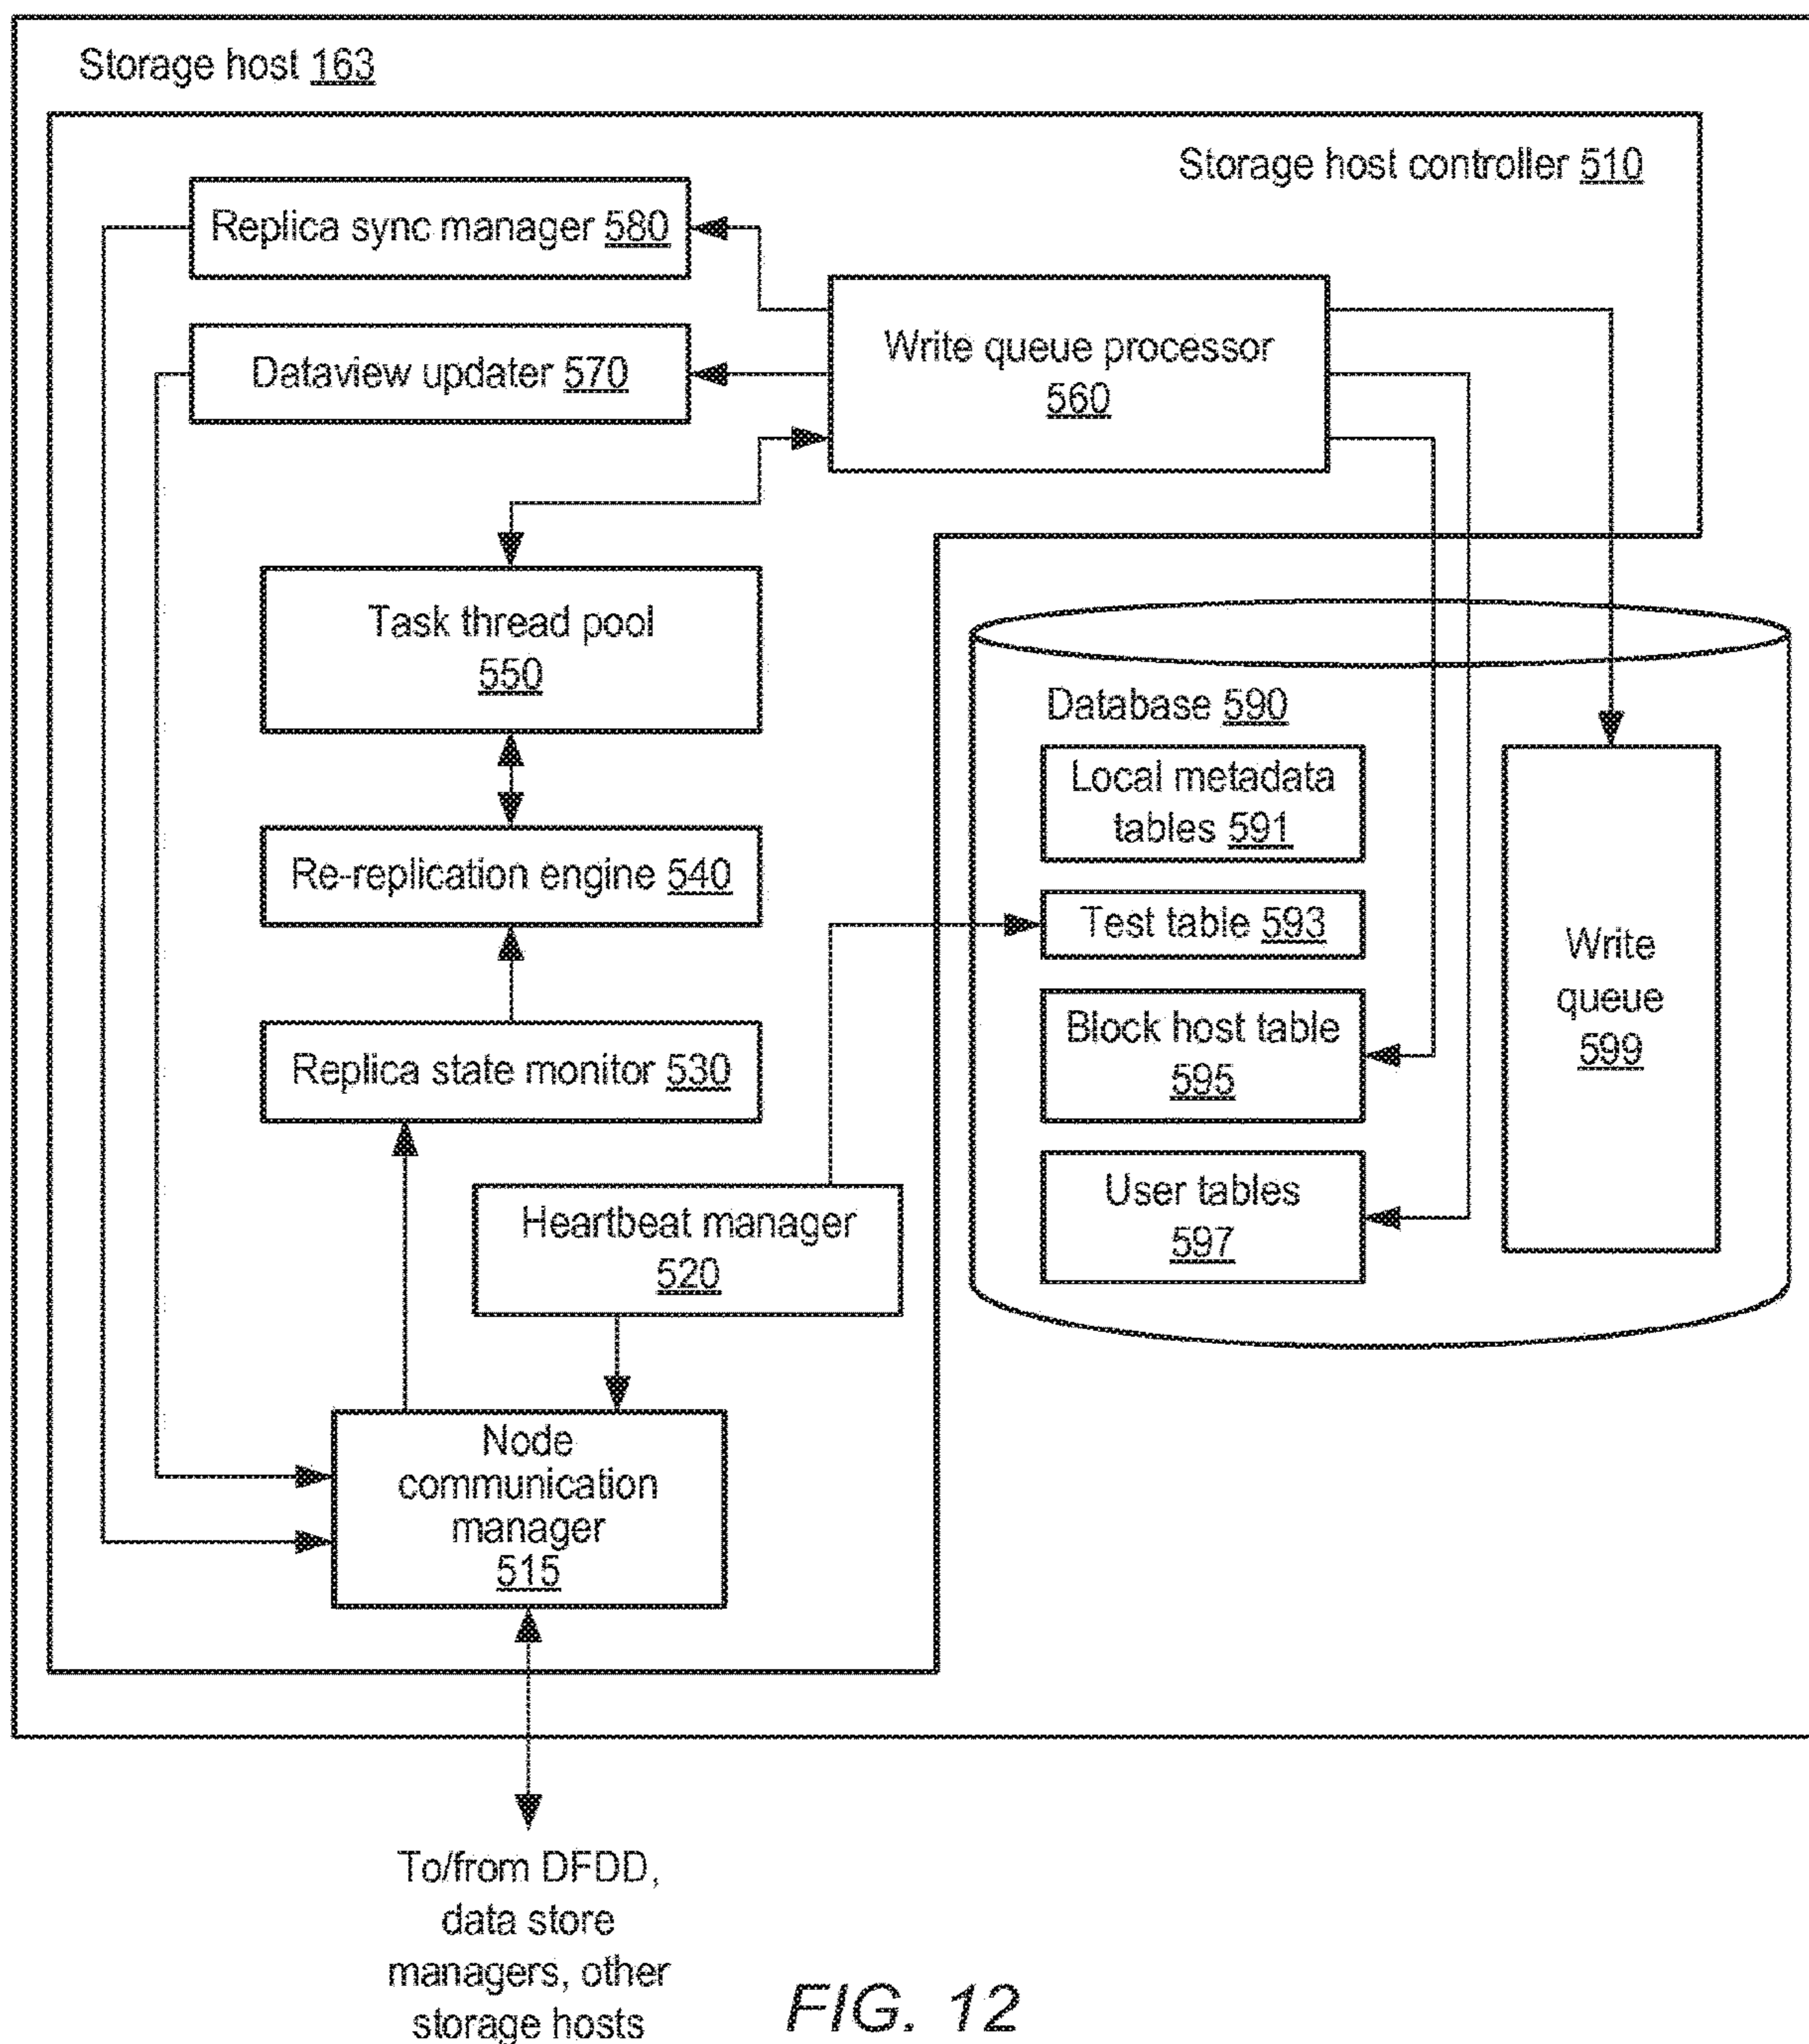 Storage host 163
Storage host controller 510
Replica sync manager 580
Dataview updater 570
Write queue processor
560
Task thread pool
550
Re-replication engine 540
Replica state monitor 530
Heartbeat manager
520
Node
communication
manager
515
Database 590
Local metadata
tables 591
Test table 593
Block host table
595
User tables
597
Write
queue
599
To/from DFDD,
data store
managers, other
storage hosts
FIG. 12